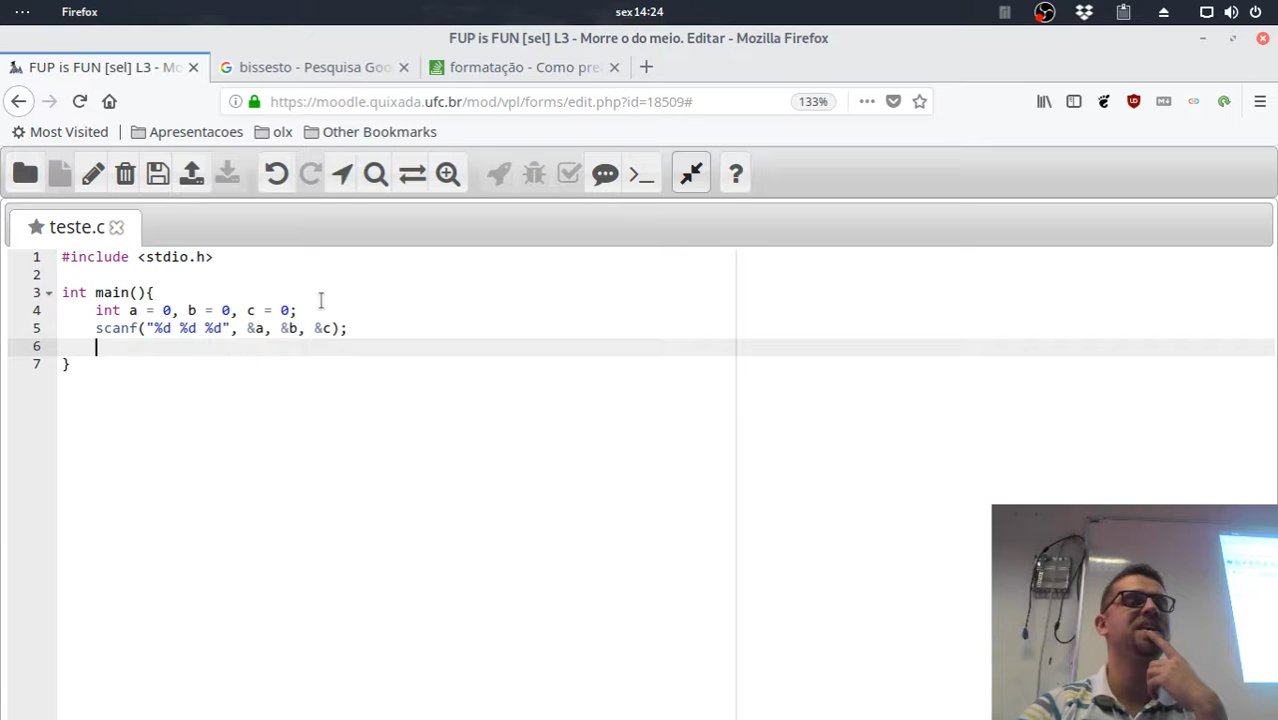 Firefox
sex 14:24
FUP is FUN [sel] L3 - Morre o do meio. Editar - Mozilla Firefox
FUP is FUN [sel] L3 - Mo
bissesto - Pesquisa Goo
formatação - Como pre
https://moodle.quixada.ufc.br/mod/vpl/forms/edit.php?id=18509#
133%
Most Visited
Apresentacoes
olx
Other Bookmarks
teste.c
1 #include <stdio.h>
2
3 int main(){
4 int a = 0, b = 0, c = 0;
5 scanf("%d %d %d", &a, &b, &c);
6
7 }